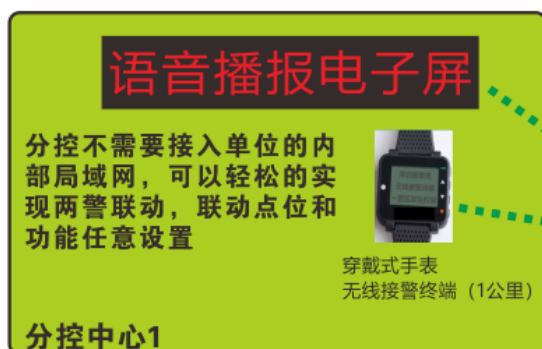 语音播报电子屏
分控不需要接入单位的内
部局域网，可以轻松的实
现两警联动，联动点位和
功能任意设置
穿戴式手表
无线接警终端（1公里）
分控中心1